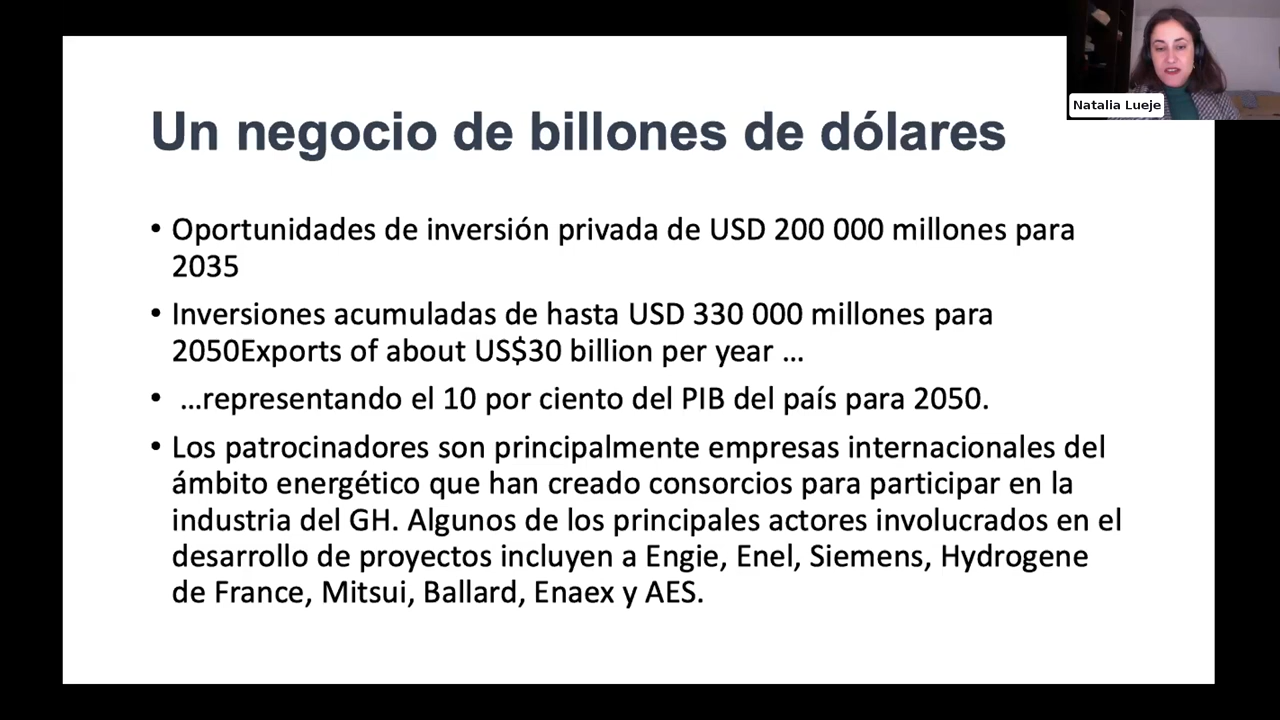 Natalia Lueje
Un negocio de billones de dólares
• Oportunidades de inversión privada de USD 200 000 millones para
2035
• Inversiones acumuladas de hasta USD 330 000 millones para
2050Exports of about US$30 billion per year ...
• ...representando el 10 por ciento del PIB del país para 2050.
• Los patrocinadores son principalmente empresas internacionales del
ámbito energético que han creado consorcios para participar en la
industria del GH. Algunos de los principales actores involucrados en el
desarrollo de proyectos incluyen a Engie, Enel, Siemens, Hydrogene
de France, Mitsui, Ballard, Enaex y AES.